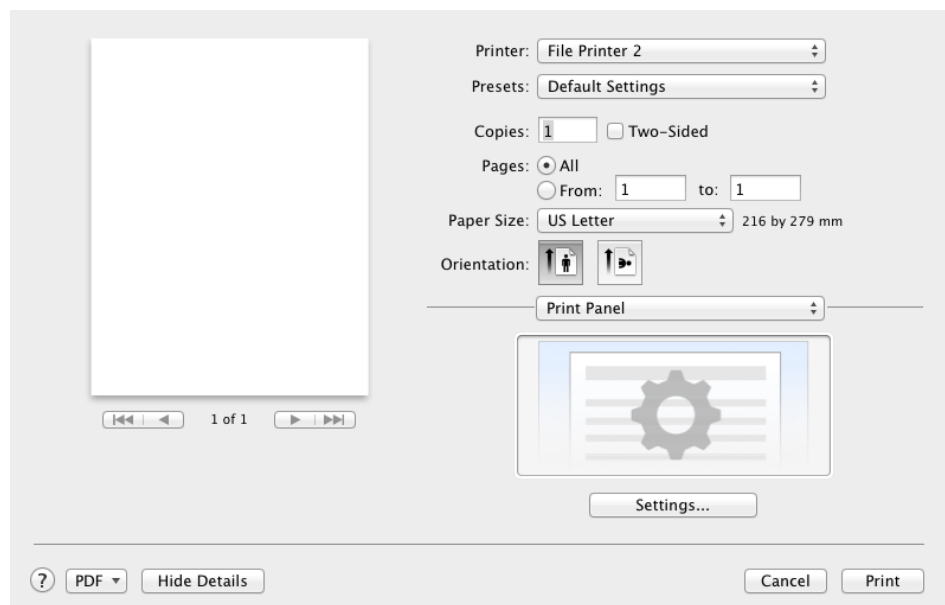 Printer: File Printer 2
Presets: Default Settings
Copies: 1 Two-Sided
Pages: All
From: 1 to: 1
Paper Size: US Letter 216 by 279 mm
Orientation:
Print Panel
1 of 1
Settings...
? PDF Hide Details Cancel Print